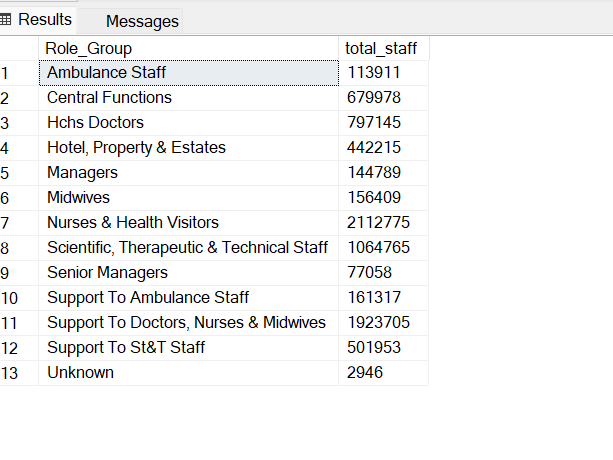 Results Messages
Role_Group total_staff
1 Ambulance Staff 113911
2 Central Functions 679978
3 Hchs Doctors 797145
4 Hotel, Property & Estates 442215
5 Managers 144789
6 Midwives 156409
7 Nurses & Health Visitors 2112775
8 Scientific, Therapeutic & Technical Staff 1064765
9 Senior Managers 77058
10 Support To Ambulance Staff 161317
11 Support To Doctors, Nurses & Midwives 1923705
12 Support To St&T Staff 501953
13 Unknown 2946